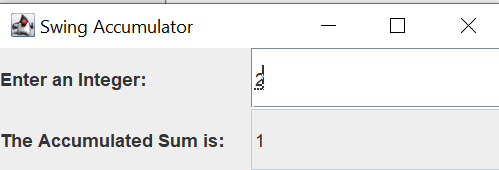 Swing Accumulator
Enter an Integer: 2
The Accumulated Sum is: 1